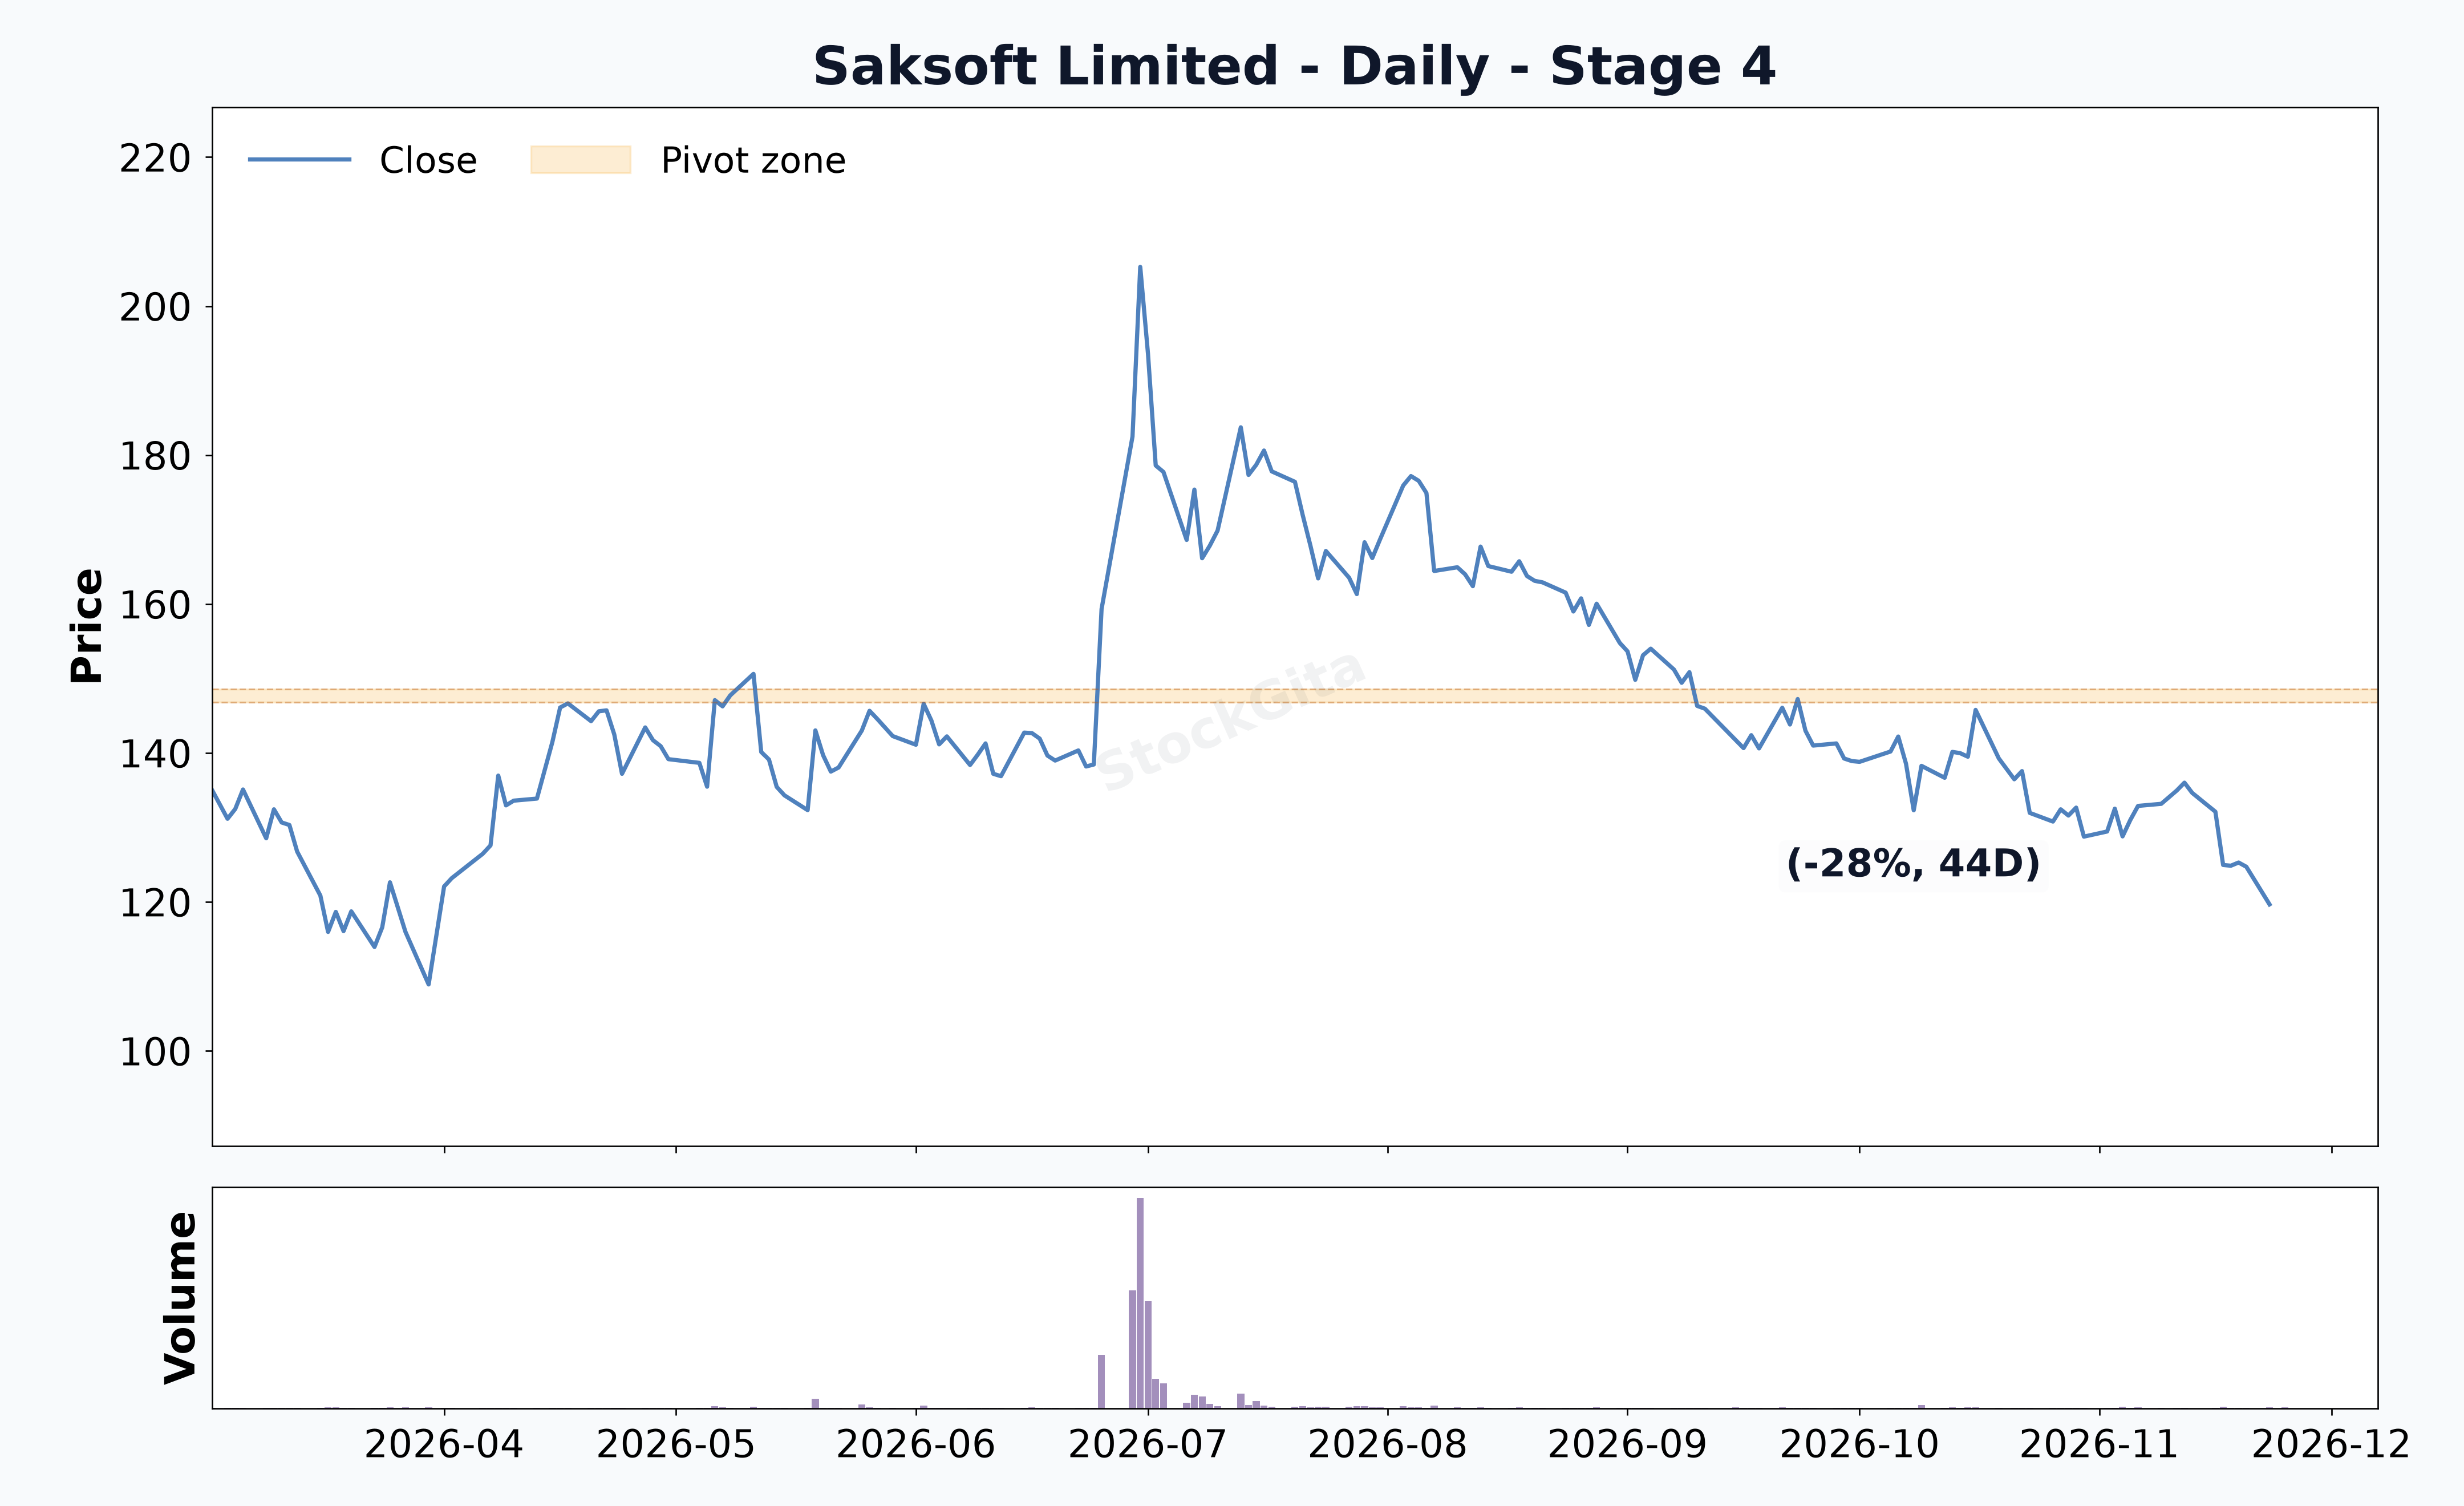 Saksoft Limited - Daily - Stage 4
Close
Pivot zone
Price
220
200
180
160
140
120
100
StockGita
(-28%, 44D)
Volume
2026-04
2026-05
2026-06
2026-07
2026-08
2026-09
2026-10
2026-11
2026-12